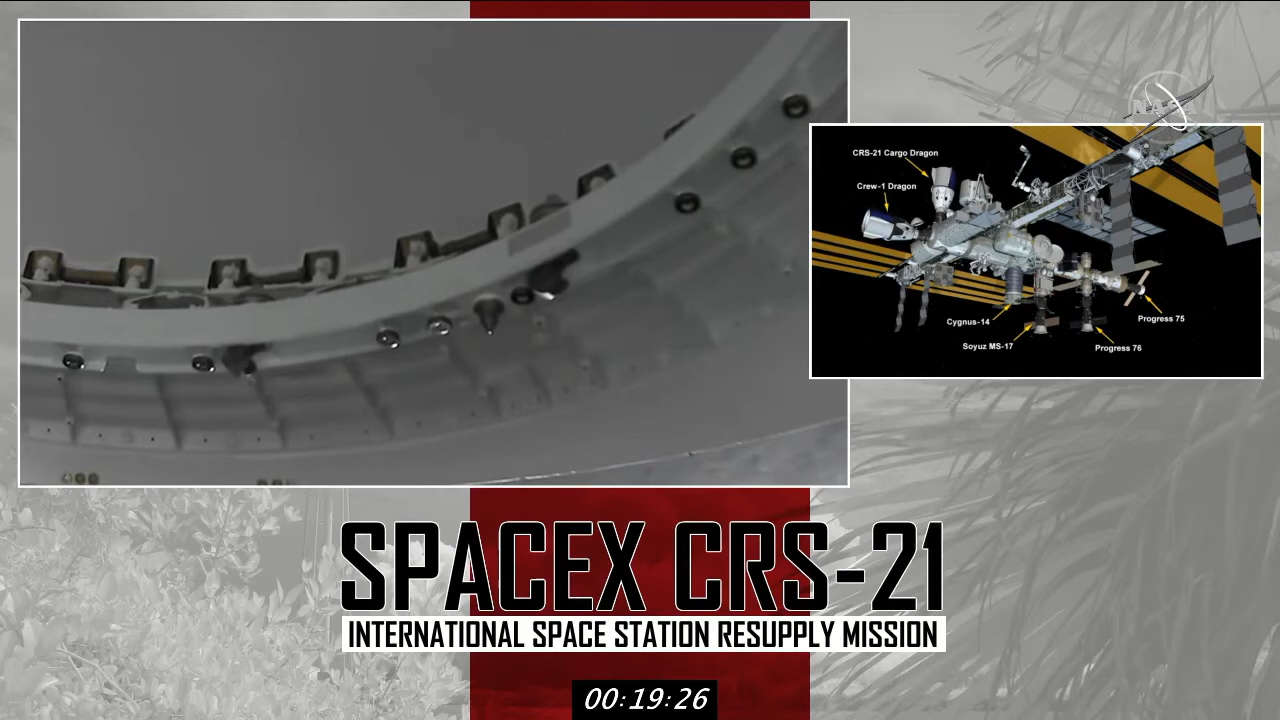 NASA
CRS-21 Cargo Dragon
Crew-1 Dragon
Cygnus-14
Soyuz MS-17
Progress 75
Progress 76
SPACEX CRS-21
INTERNATIONAL SPACE STATION RESUPPLY MISSION
00:19:26